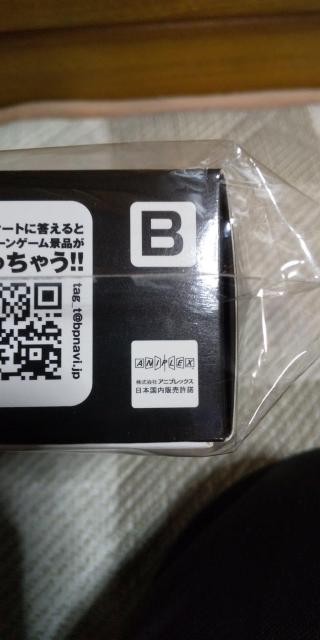 ートに答えると
ーンゲーム景品が
っちゃう!!
tag_t@bpnavi.jp
B
ANIPLEX
株式会社アニプレックス
日本国内販売許諾